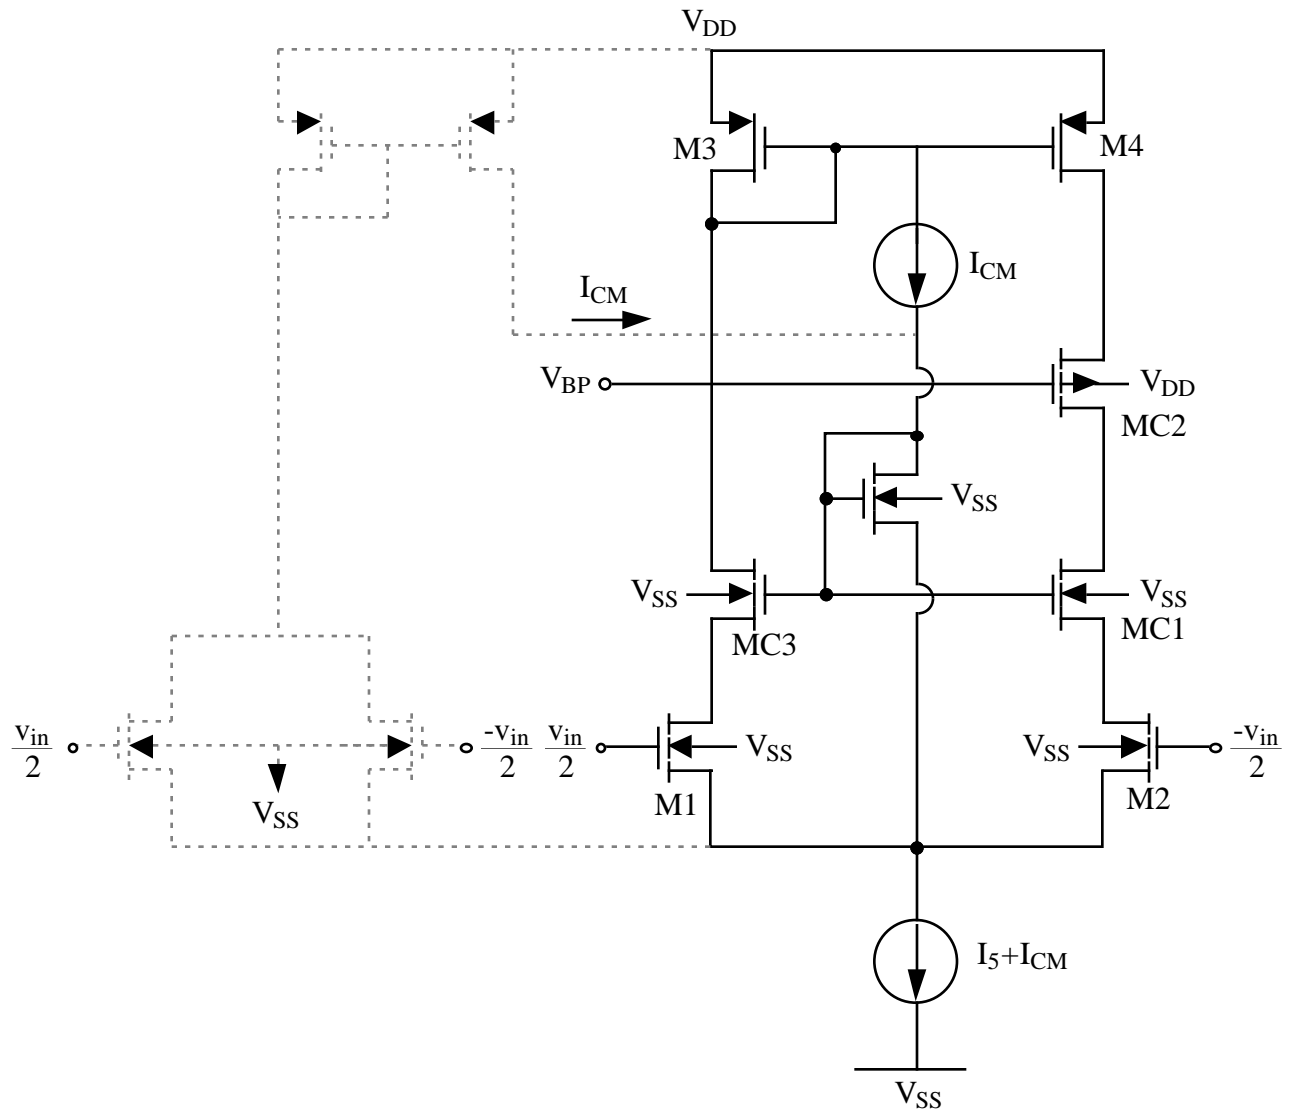 VDD
M3
M4
ICM
ICM
VBP
VDD
MC2
VSS
VSS
VSS
MC3
MC1
vin
2
-vin
2
vin
2
VSS
VSS
-vin
2
VSS
M1
M2
I5+ICM
VSS